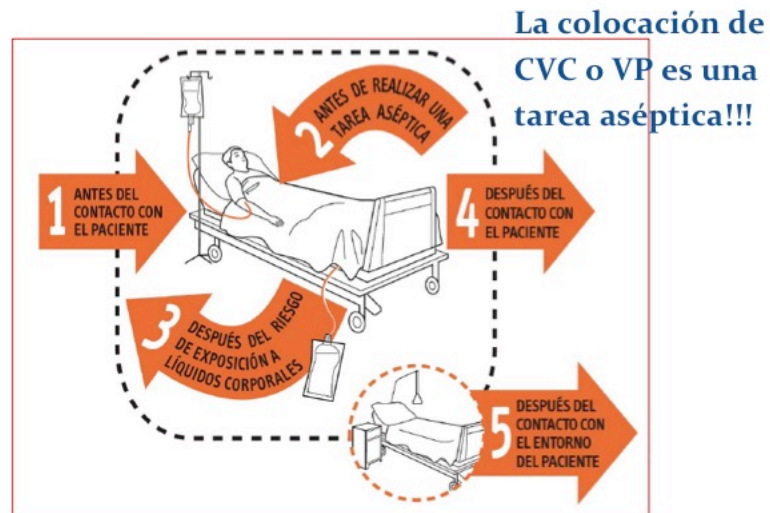 La colocación de
CVC o VP es una
tarea aséptica!!!
1
ANTES DEL
CONTACTO CON
EL PACIENTE
2
ANTES DE REALIZAR UNA
TAREA ASÉPTICA
3
DESPUÉS DEL RIESGO
DE EXPOSICIÓN A
LÍQUIDOS CORPORALES
4
DESPUÉS DEL
CONTACTO CON
EL PACIENTE
5
DESPUÉS DEL
CONTACTO CON
EL ENTORNO
DEL PACIENTE